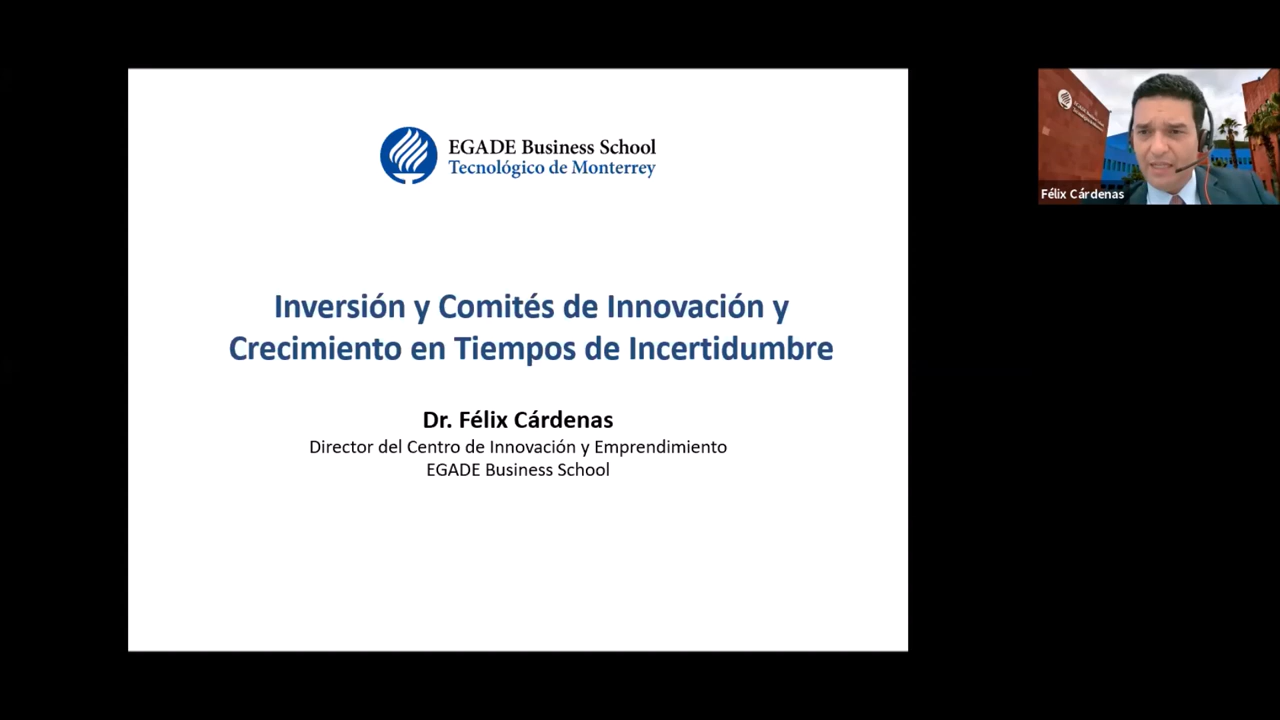 EGADE Business School
Tecnológico de Monterrey
Inversión y Comités de Innovación y
Crecimiento en Tiempos de Incertidumbre
Dr. Félix Cárdenas
Director del Centro de Innovación y Emprendimiento
EGADE Business School
Félix Cárdenas